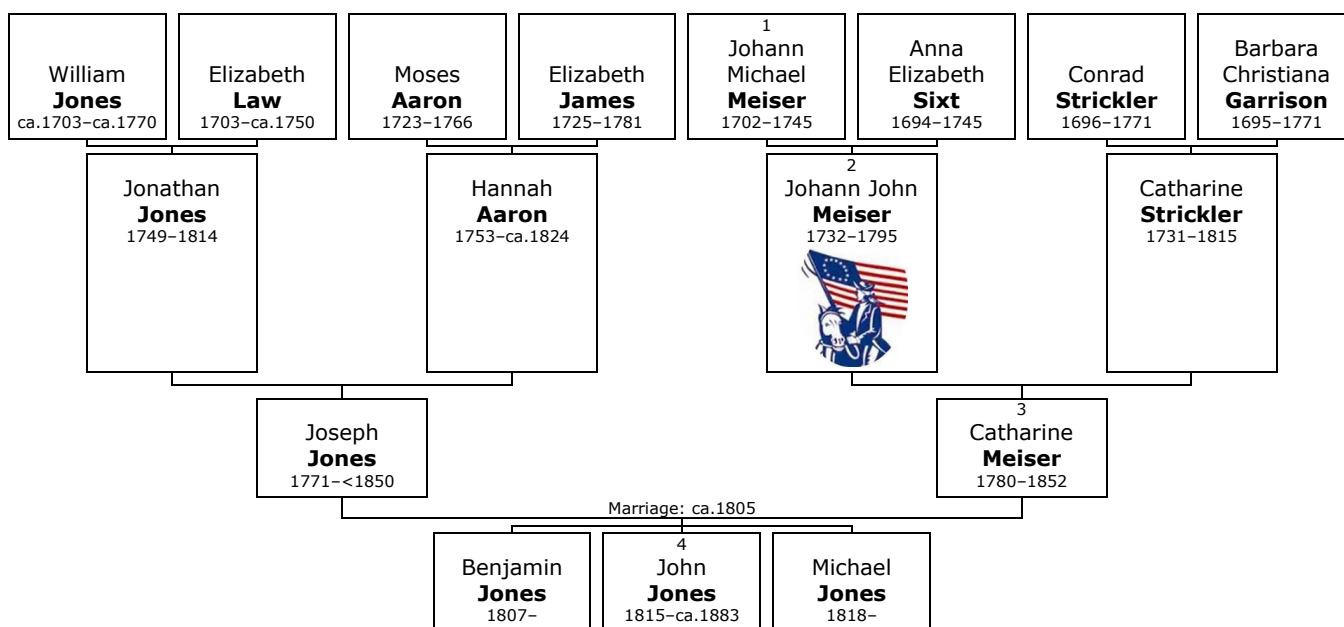 William
Jones
ca.1703–ca.1770
Elizabeth
Law
1703–ca.1750
Moses
Aaron
1723–1766
Elizabeth
James
1725–1781
1
Johann
Michael
Meiser
1702–1745
Anna
Elizabeth
Sixt
1694–1745
Conrad
Strickler
1696–1771
Barbara
Christiana
Garrison
1695–1771
Jonathan
Jones
1749–1814
Hannah
Aaron
1753–ca.1824
2
Johann John
Meiser
1732–1795
Catharine
Strickler
1731–1815
Joseph
Jones
1771–<1850
3
Catharine
Meiser
1780–1852
Marriage: ca.1805
Benjamin
Jones
1807–
4
John
Jones
1815–ca.1883
Michael
Jones
1818–